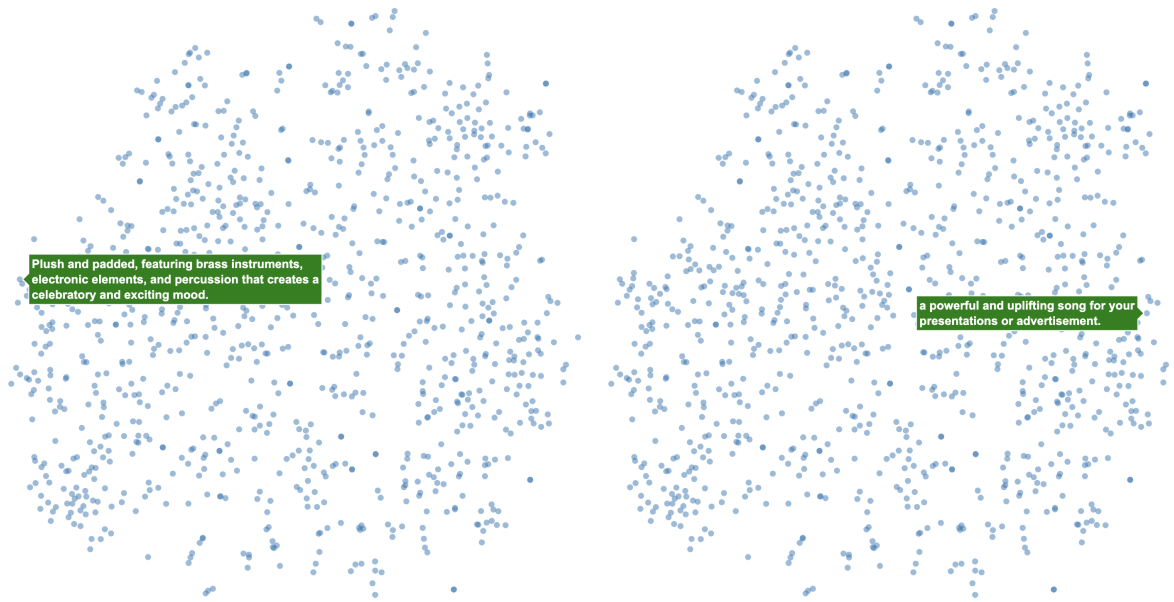 Plush and padded, featuring brass instruments,
electronic elements, and percussion that creates a
celebratory and exciting mood.
a powerful and uplifting song for your
presentations or advertisement.